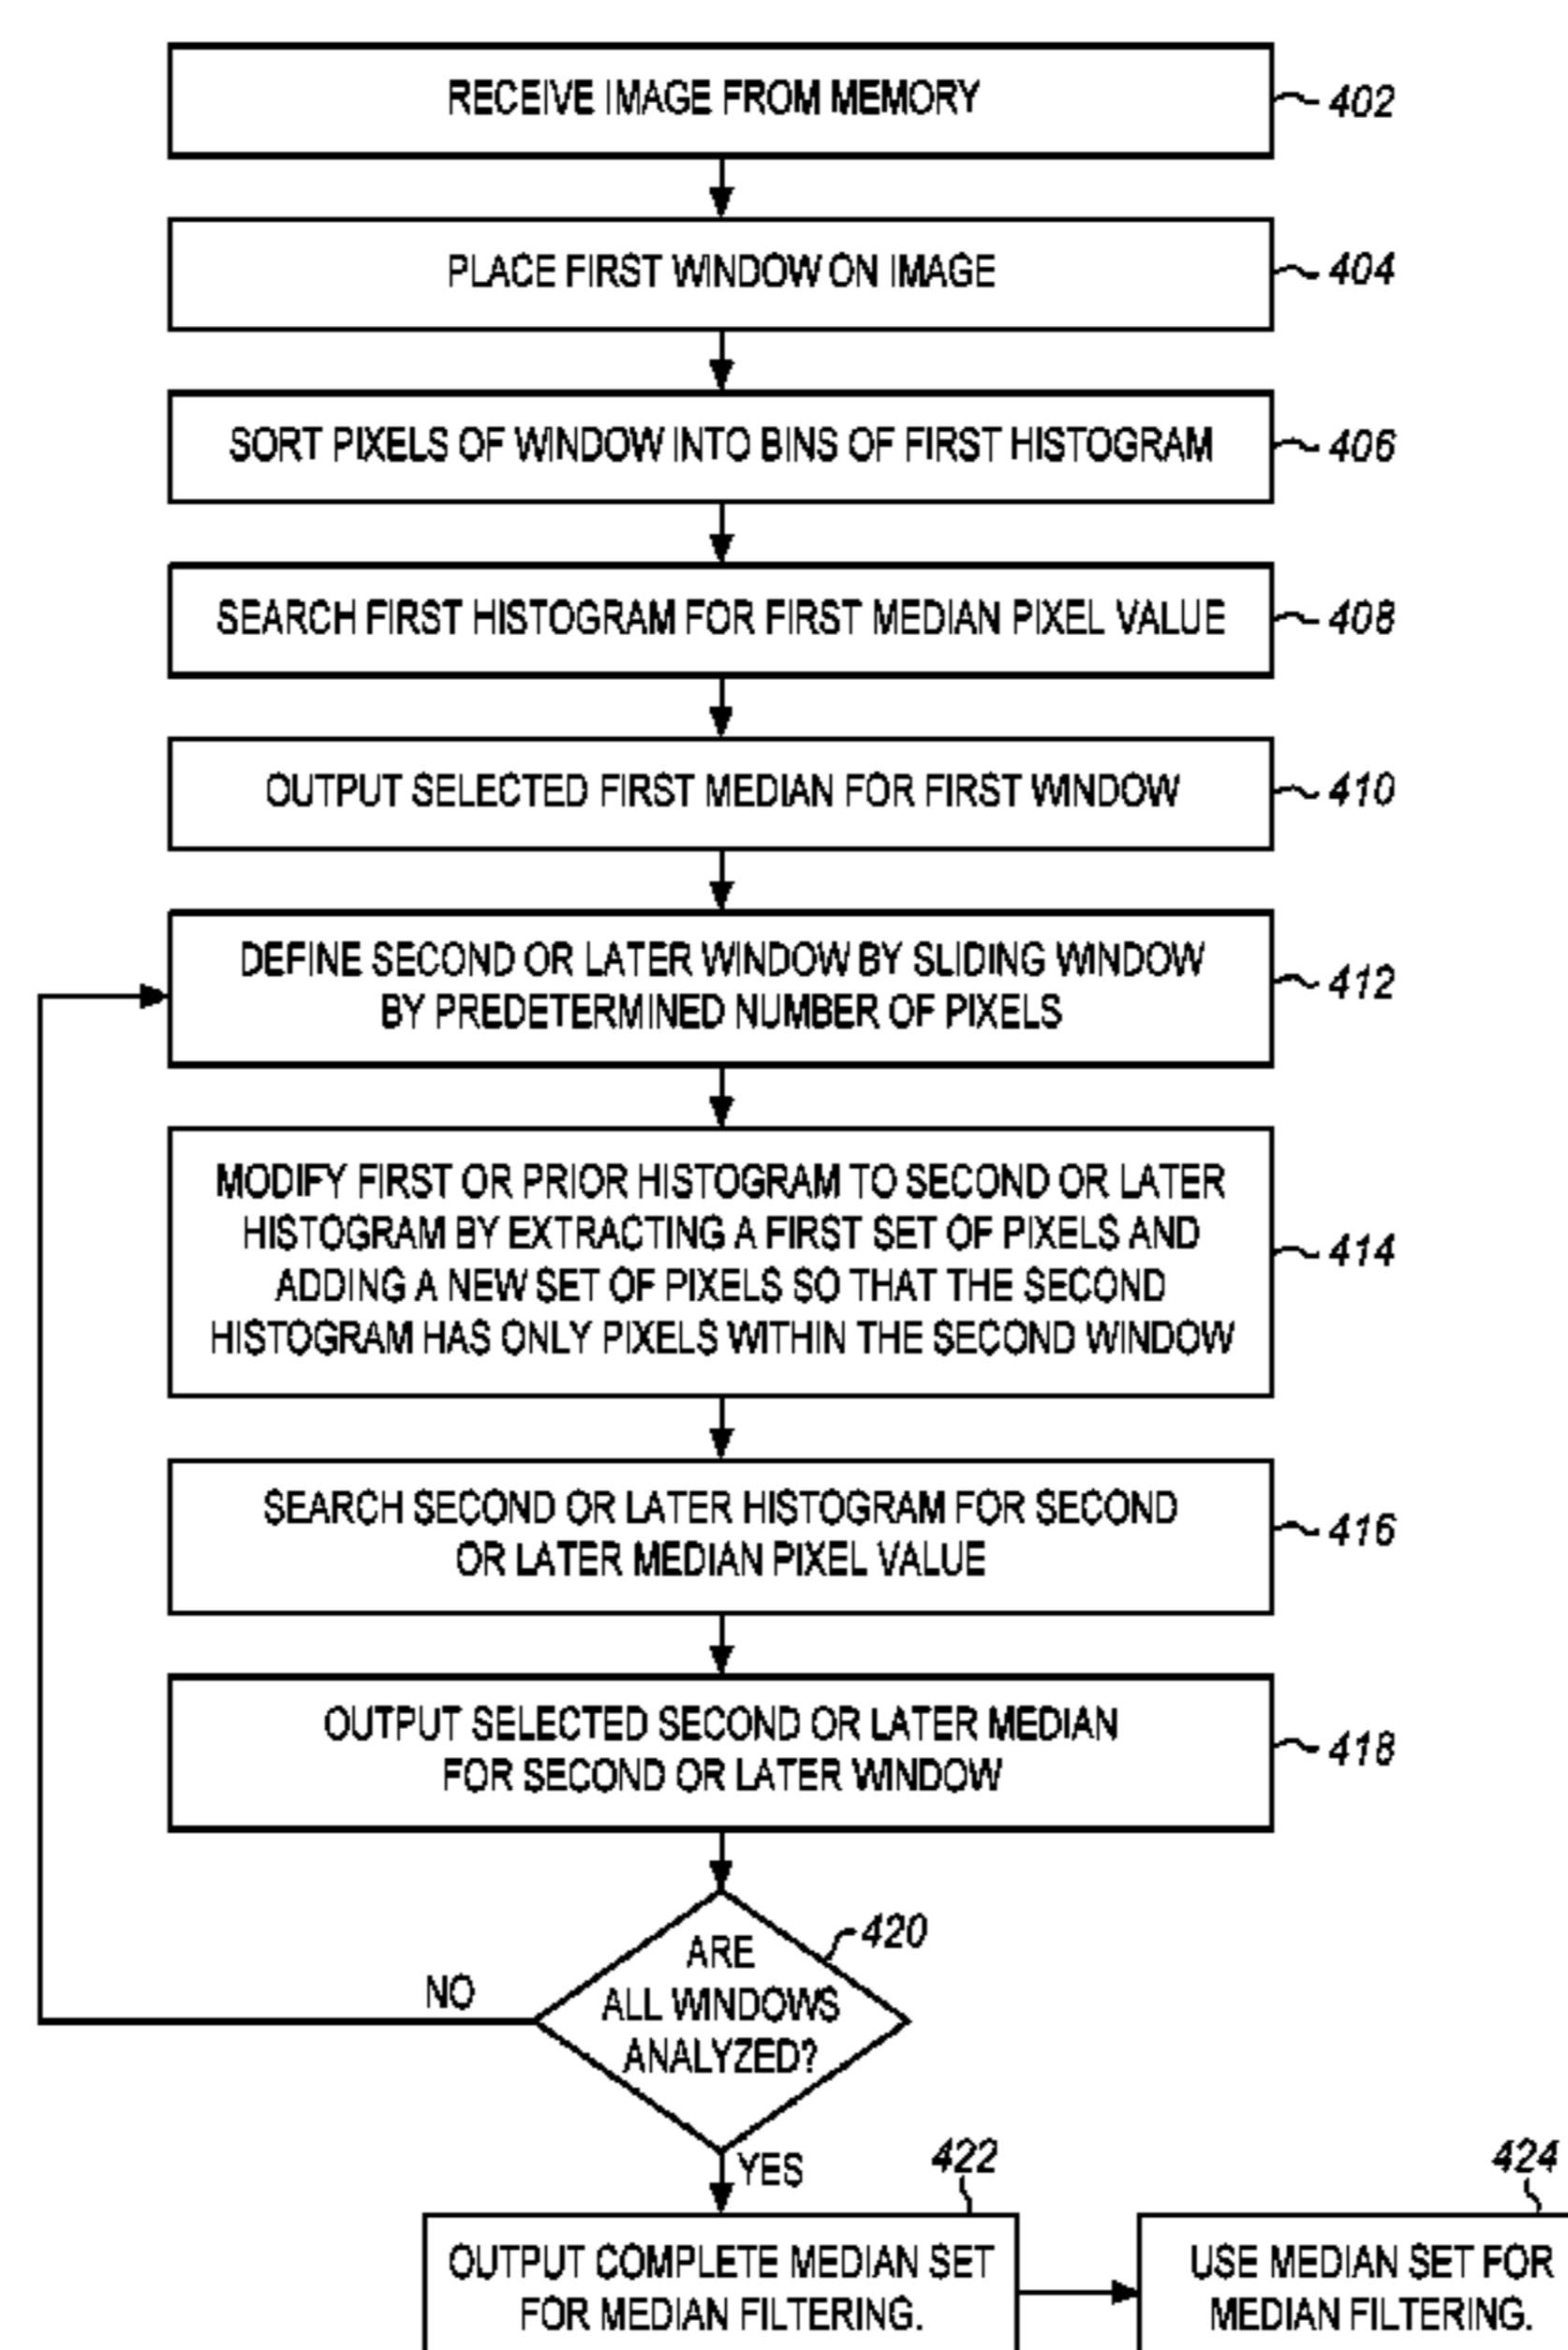 RECEIVE IMAGE FROM MEMORY
402
PLACE FIRST WINDOW ON IMAGE
404
SORT PIXELS OF WINDOW INTO BINS OF FIRST HISTOGRAM
406
SEARCH FIRST HISTOGRAM FOR FIRST MEDIAN PIXEL VALUE
408
OUTPUT SELECTED FIRST MEDIAN FOR FIRST WINDOW
410
DEFINE SECOND OR LATER WINDOW BY SLIDING WINDOW
BY PREDETERMINED NUMBER OF PIXELS
412
MODIFY FIRST OR PRIOR HISTOGRAM TO SECOND OR LATER
HISTOGRAM BY EXTRACTING A FIRST SET OF PIXELS AND
ADDING A NEW SET OF PIXELS SO THAT THE SECOND
HISTOGRAM HAS ONLY PIXELS WITHIN THE SECOND WINDOW
414
SEARCH SECOND OR LATER HISTOGRAM FOR SECOND
OR LATER MEDIAN PIXEL VALUE
416
OUTPUT SELECTED SECOND OR LATER MEDIAN
FOR SECOND OR LATER WINDOW
418
ARE
ALL WINDOWS
ANALYZED?
420
NO
YES
422
OUTPUT COMPLETE MEDIAN SET
FOR MEDIAN FILTERING.
424
USE MEDIAN SET FOR
MEDIAN FILTERING.